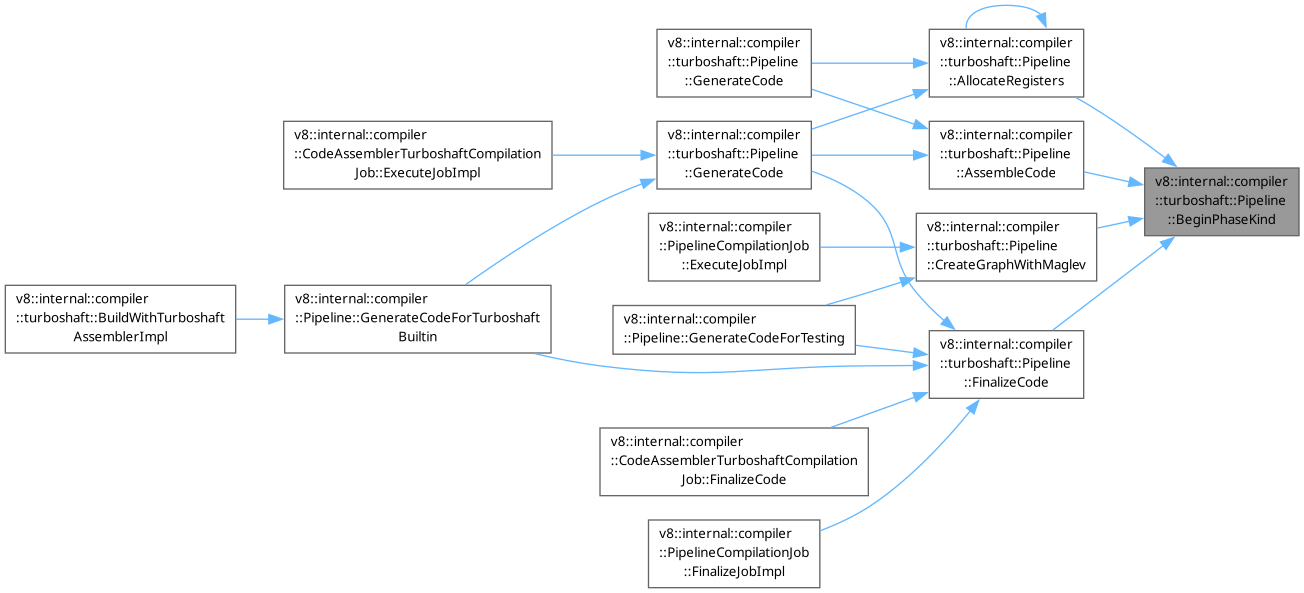 v8::internal::compiler
::turboshaft::Pipeline
::GenerateCode
v8::internal::compiler
::turboshaft::Pipeline
::AllocateRegisters
v8::internal::compiler
::CodeAssemblerTurboshaftCompilation
Job::ExecuteJobImpl
v8::internal::compiler
::turboshaft::Pipeline
::GenerateCode
v8::internal::compiler
::turboshaft::Pipeline
::AssembleCode
v8::internal::compiler
::turboshaft::Pipeline
::BeginPhaseKind
v8::internal::compiler
::PipelineCompilationJob
::ExecuteJobImpl
v8::internal::compiler
::turboshaft::Pipeline
::CreateGraphWithMaglev
v8::internal::compiler
::turboshaft::BuildWithTurboshaft
AssemblerImpl
v8::internal::compiler
::Pipeline::GenerateCodeForTurboshaft
Builtin
v8::internal::compiler
::Pipeline::GenerateCodeForTesting
v8::internal::compiler
::turboshaft::Pipeline
::FinalizeCode
v8::internal::compiler
::CodeAssemblerTurboshaftCompilation
Job::FinalizeCode
v8::internal::compiler
::PipelineCompilationJob
::FinalizeJobImpl